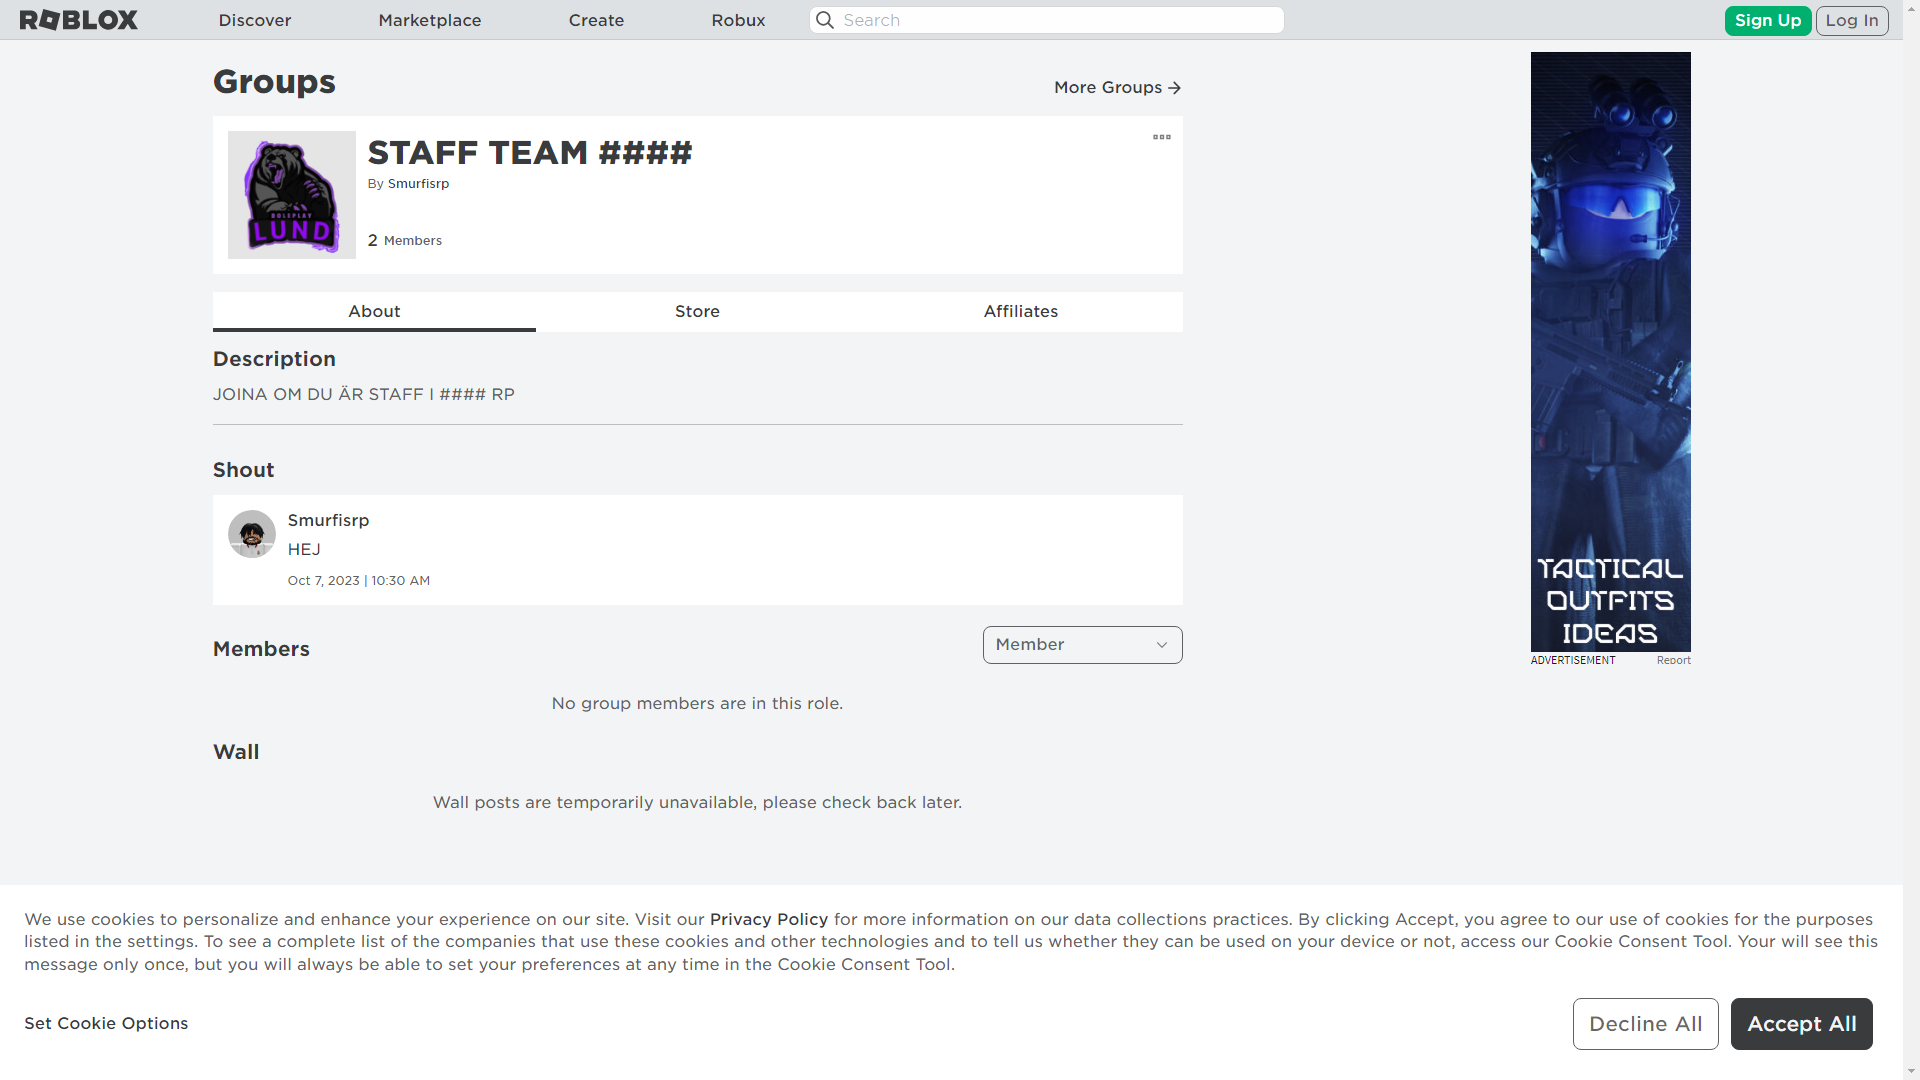 ROBLOX
Discover
Marketplace
Create
Robux
Search
Sign Up
Log In
Groups
More Groups
STAFF TEAM ####
By Smurfisrp
2 Members
ROLEPLAY
LUND
About
Store
Affiliates
Description
JOINA OM DU ÄR STAFF I #### RP
Shout
Smurfisrp
HEJ
Oct 7, 2023 | 10:30 AM
Members
Member
No group members are in this role.
Wall
Wall posts are temporarily unavailable, please check back later.
TACTICAL
OUTFITS
IDEAS
ADVERTISEMENT
Report
We use cookies to personalize and enhance your experience on our site. Visit our Privacy Policy for more information on our data collections practices. By clicking Accept, you agree to our use of cookies for the purposes
listed in the settings. To see a complete list of the companies that use these cookies and other technologies and to tell us whether they can be used on your device or not, access our Cookie Consent Tool. Your will see this
message only once, but you will always be able to set your preferences at any time in the Cookie Consent Tool.
Set Cookie Options
Decline All
Accept All